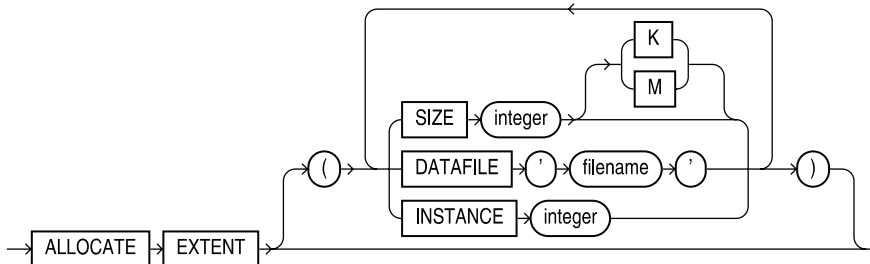 K
M
SIZE integer
( DATAFILE ' filename ' )
INSTANCE integer
ALLOCATE EXTENT